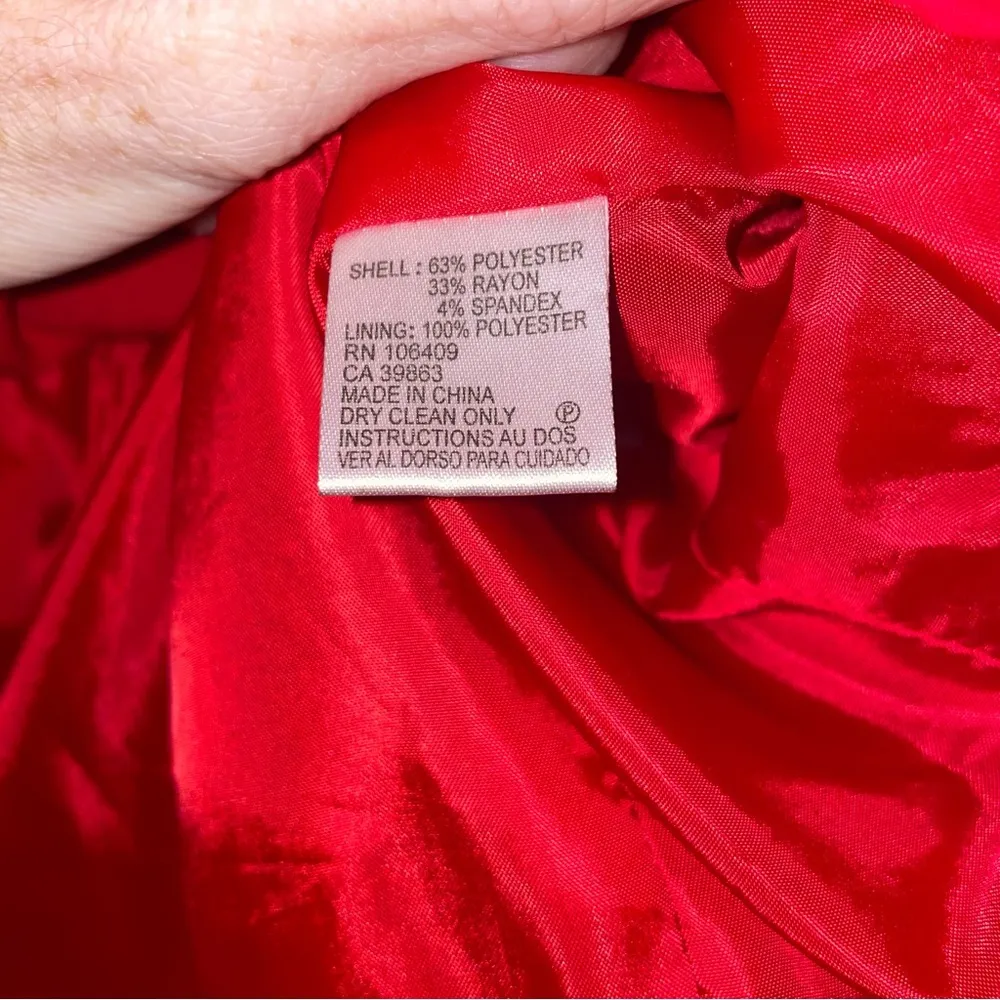 SHELL : 63% POLYESTER
33% RAYON
4% SPANDEX
LINING: 100% POLYESTER
RN 106409
CA 39863
MADE IN CHINA
DRY CLEAN ONLY Ⓟ
INSTRUCTIONS AU DOS
VER AL DORSO PARA CUIDADO